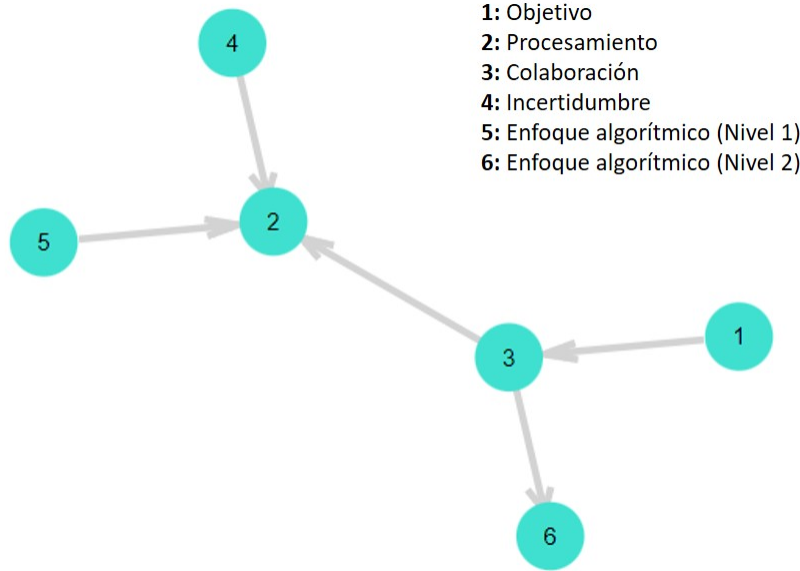 1: Objetivo
2: Procesamiento
3: Colaboración
4: Incertidumbre
5: Enfoque algorítmico (Nivel 1)
6: Enfoque algorítmico (Nivel 2)
4
2
5
1
3
6